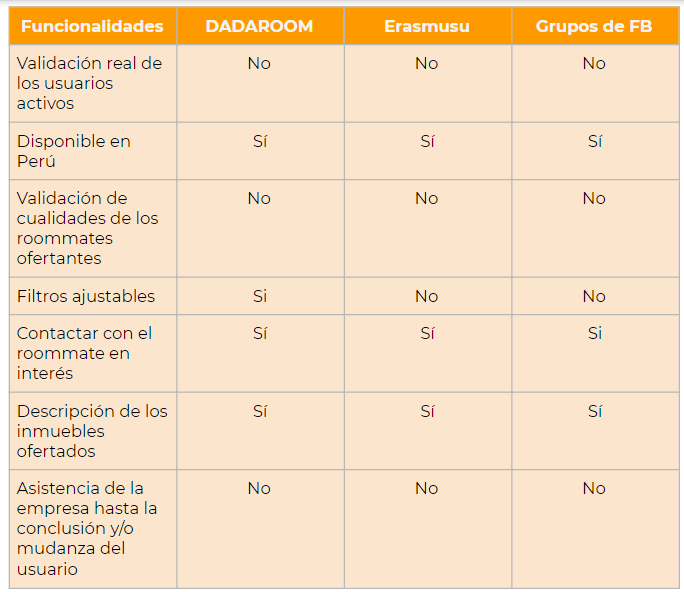 Funcionalidades DADAROOM Erasmusu Grupos de FB
Validación real de No No No
los usuarios
activos
Disponible en Sí Sí Sí
Perú
Validación de No No No
cualidades de los
roommates
ofertantes
Filtros ajustables Si No No
Contactar con el Sí Sí Si
roommate en
interés
Descripción de los Sí Sí Sí
inmuebles
ofertados
Asistencia de la No No No
empresa hasta la
conclusión y/o
mudanza del
usuario